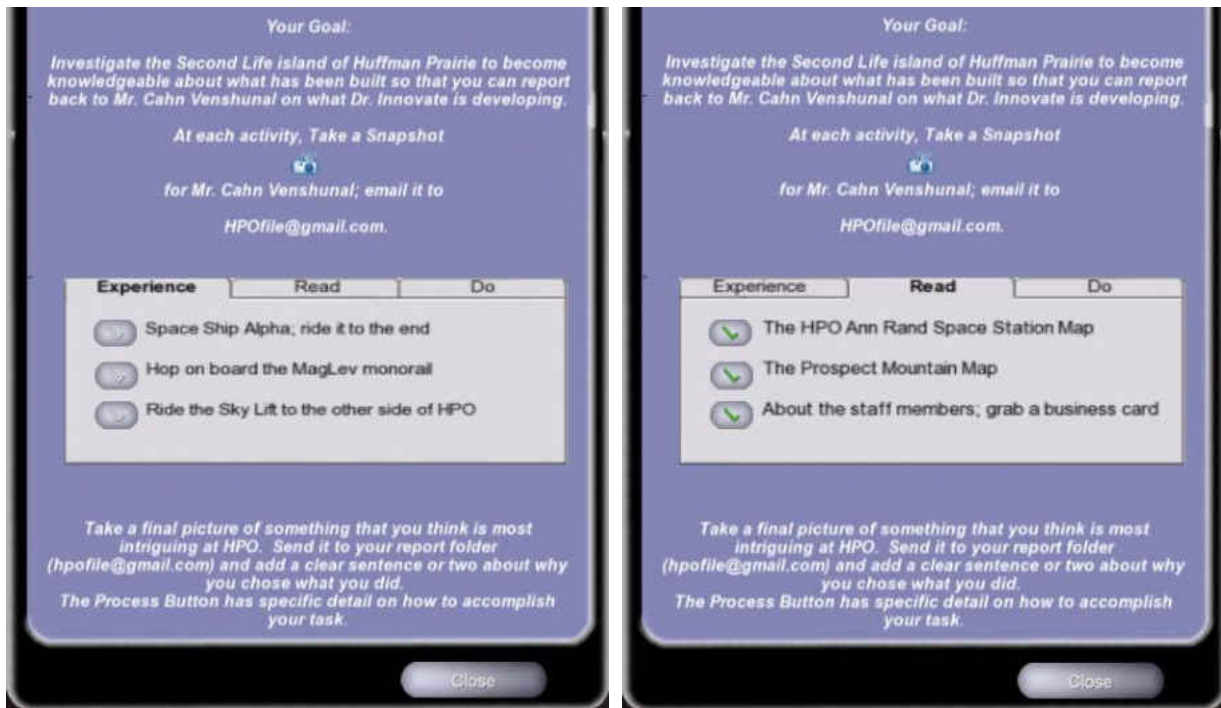 Your Goal:
Investigate the Second Life island of Huffman Prairie to become
knowledgeable about what has been built so that you can report
back to Mr. Cahn Venshunal on what Dr. Innovate is developing.
At each activity, Take a Snapshot
for Mr. Cahn Venshunal; email it to
HPOfile@gmail.com.
Experience Read Do
Space Ship Alpha; ride it to the end
Hop on board the MagLev monorail
Ride the Sky Lift to the other side of HPO
Take a final picture of something that you think is most
intriguing at HPO. Send it to your report folder
(hpofile@gmail.com) and add a clear sentence or two about why
you chose what you did.
The Process Button has specific detail on how to accomplish
your task.
Close
Your Goal:
Investigate the Second Life island of Huffman Prairie to become
knowledgeable about what has been built so that you can report
back to Mr. Cahn Venshunal on what Dr. Innovate is developing.
At each activity, Take a Snapshot
for Mr. Cahn Venshunal; email it to
HPOfile@gmail.com.
Experience Read Do
The HPO Ann Rand Space Station Map
The Prospect Mountain Map
About the staff members; grab a business card
Take a final picture of something that you think is most
intriguing at HPO. Send it to your report folder
(hpofile@gmail.com) and add a clear sentence or two about why
you chose what you did.
The Process Button has specific detail on how to accomplish
your task.
Close